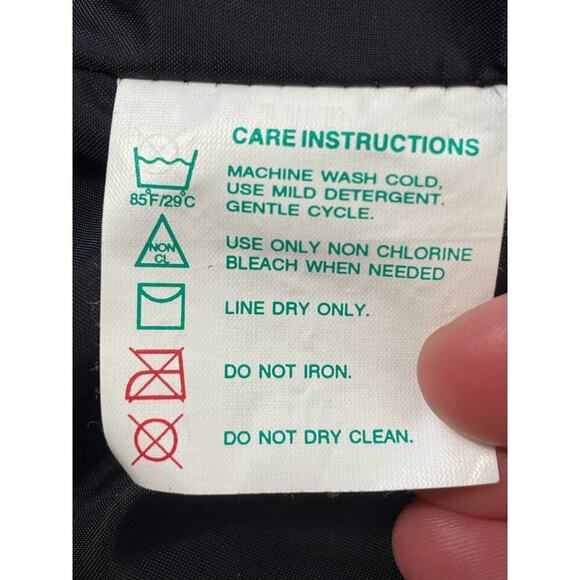 CARE INSTRUCTIONS
MACHINE WASH COLD,
USE MILD DETERGENT.
GENTLE CYCLE.
85°F/29°C
NON
CL
USE ONLY NON CHLORINE
BLEACH WHEN NEEDED
LINE DRY ONLY.
DO NOT IRON.
DO NOT DRY CLEAN.